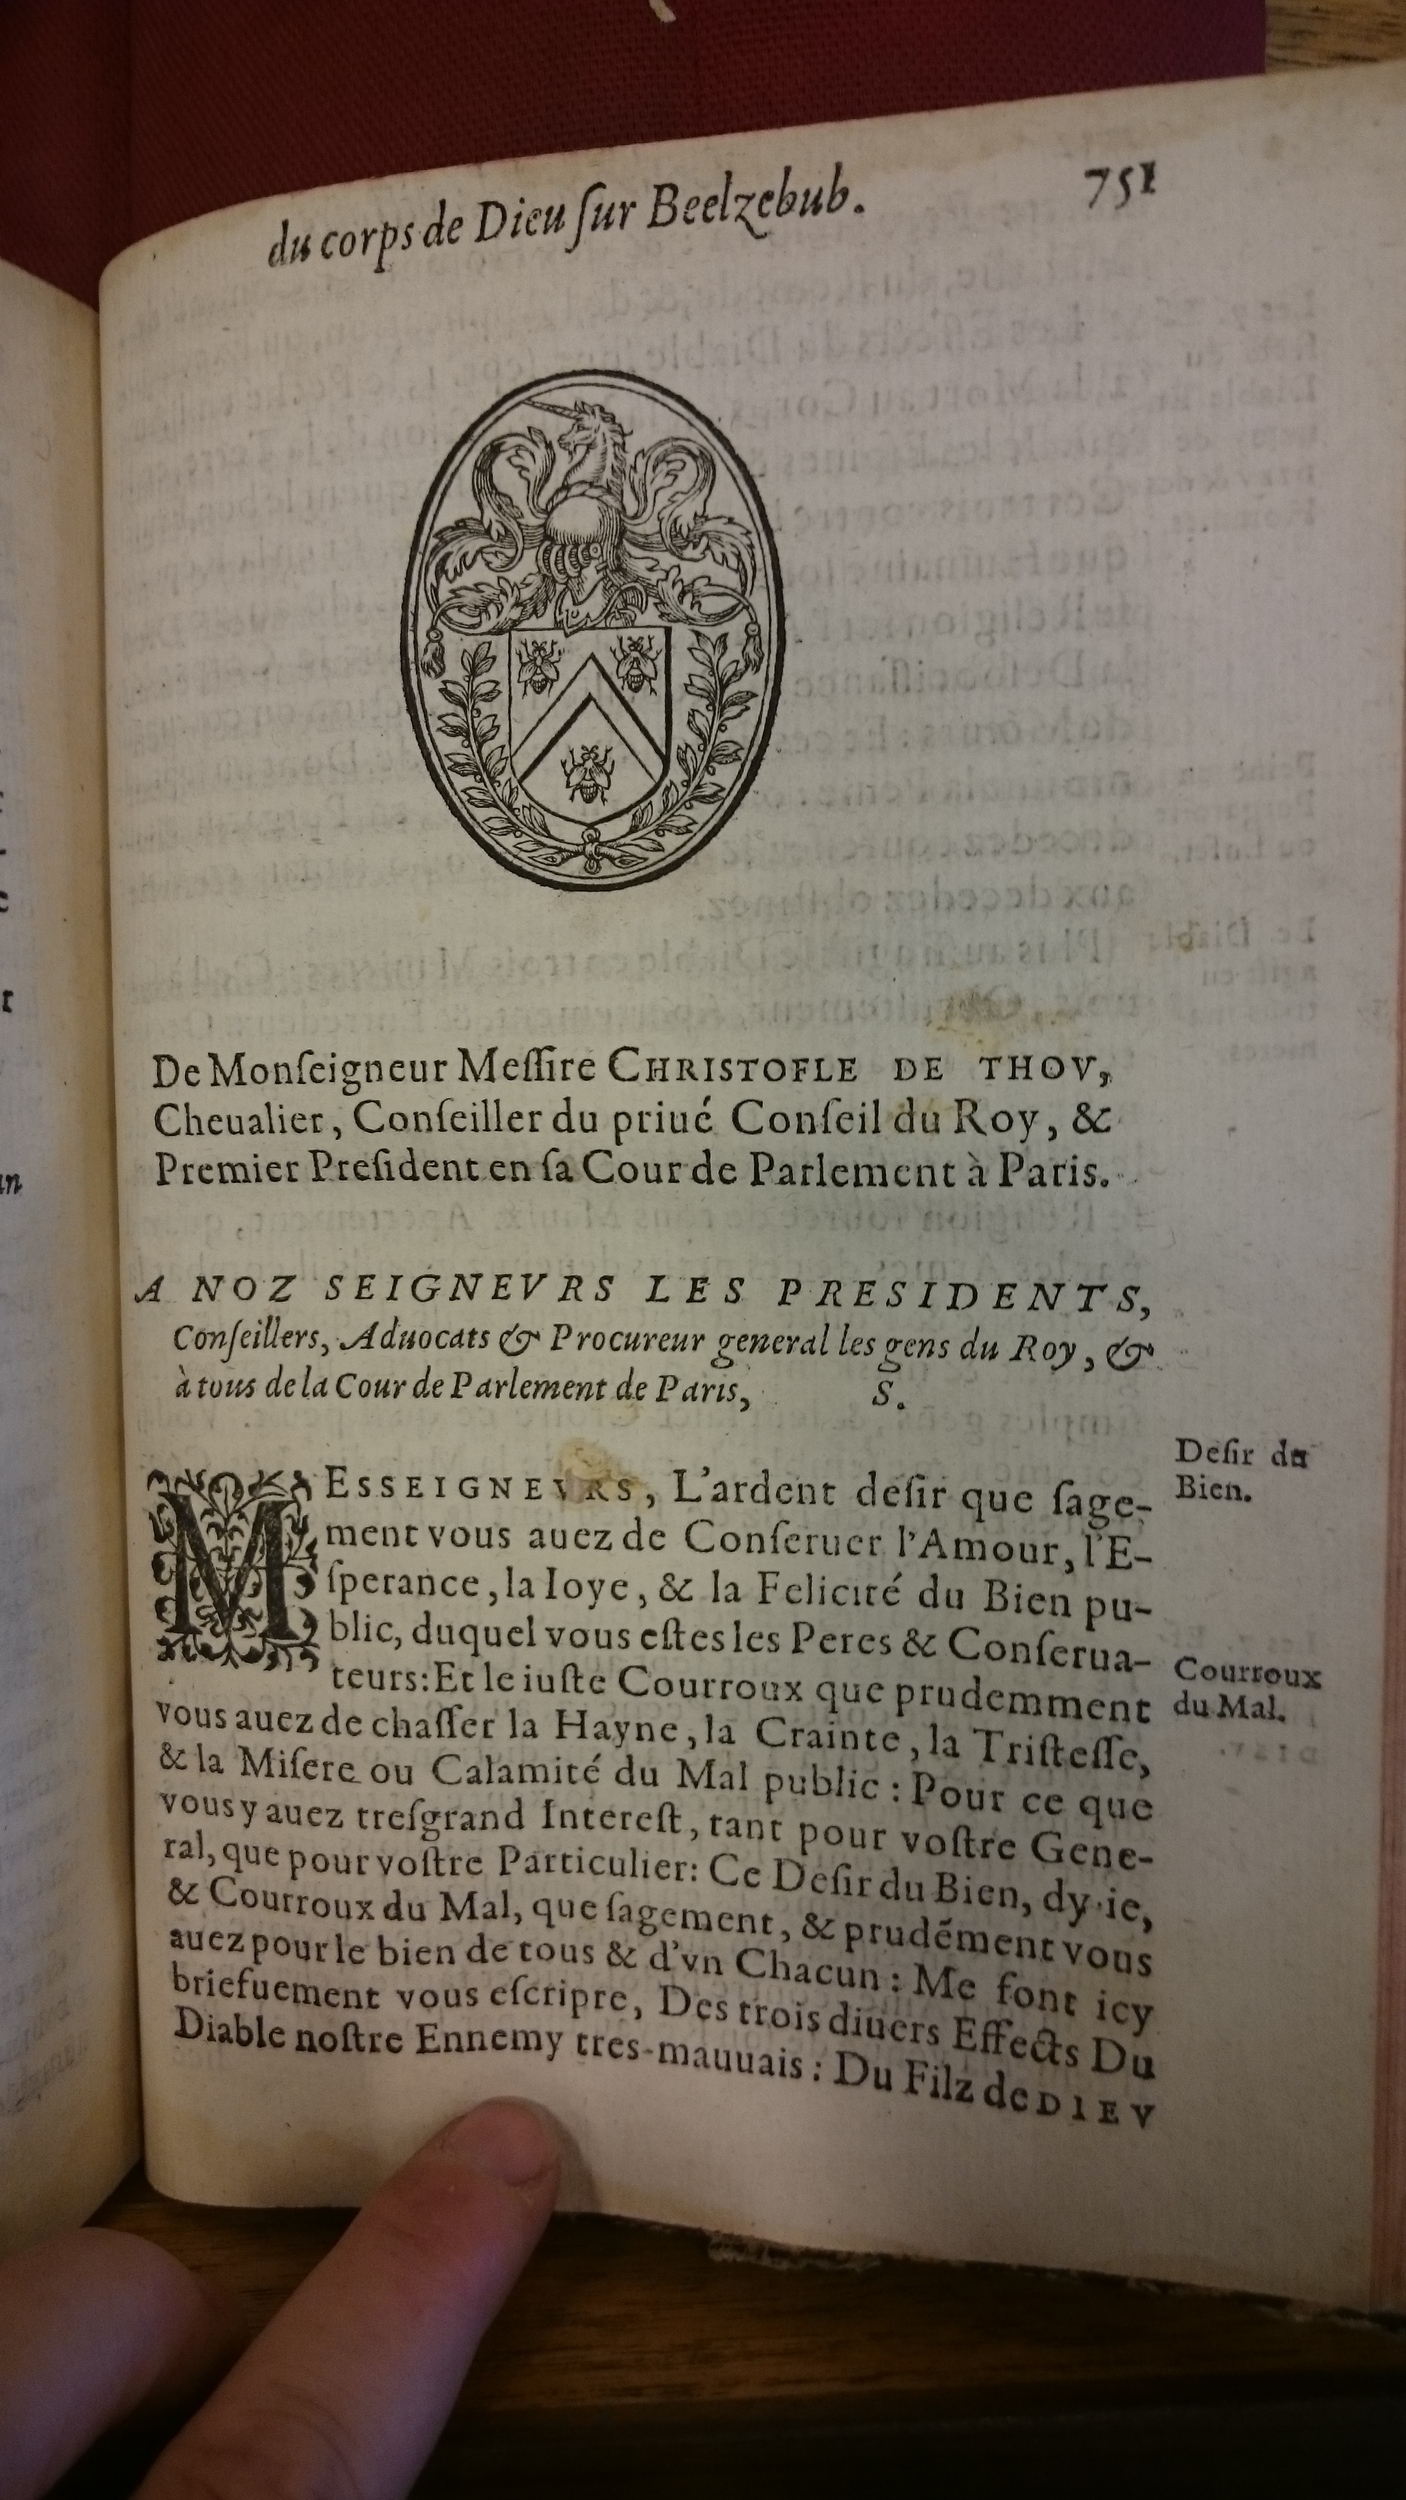 du corps de Dieu ſur Beelzebub.
751
De Monſeigneur Meſſire CHRISTOFLE DE THOV,
Cheualier, Conſeiller du priué Conſeil du Roy, &
Premier Preſident en ſa Cour de Parlement à Paris.
A NOZ SEIGNEVRS LES PRESIDENTS,
Conſeillers, Aduocats & Procureur general les gens du Roy, &
à tous de la Cour de Parlement de Paris, S.
MESSEIGNEVRS, L'ardent deſir que ſage-
ment vous auez de Conſeruer l'Amour, l'E-
ſperance, la Ioye, & la Felicité du Bien pu-
blic, duquel vous eſtes les Peres & Conſerua-
teurs: Et le iuſte Courroux que prudemment
vous auez de chaſſer la Hayne, la Crainte, la Triſteſſe,
& la Miſere ou Calamité du Mal public : Pour ce que
vous y auez treſgrand Intereſt, tant pour voſtre Gene-
ral, que pour voſtre Particulier: Ce Deſir du Bien, dy-ie,
& Courroux du Mal, que ſagement, & prudẽment vous
auez pour le bien de tous & d'vn Chacun : Me font icy
briefuement vous eſcripre, Des trois diuers Effects Du
Diable noſtre Ennemy tres-mauuais : Du Filz de DIEV
Deſir du
Bien.
Courroux
du Mal.